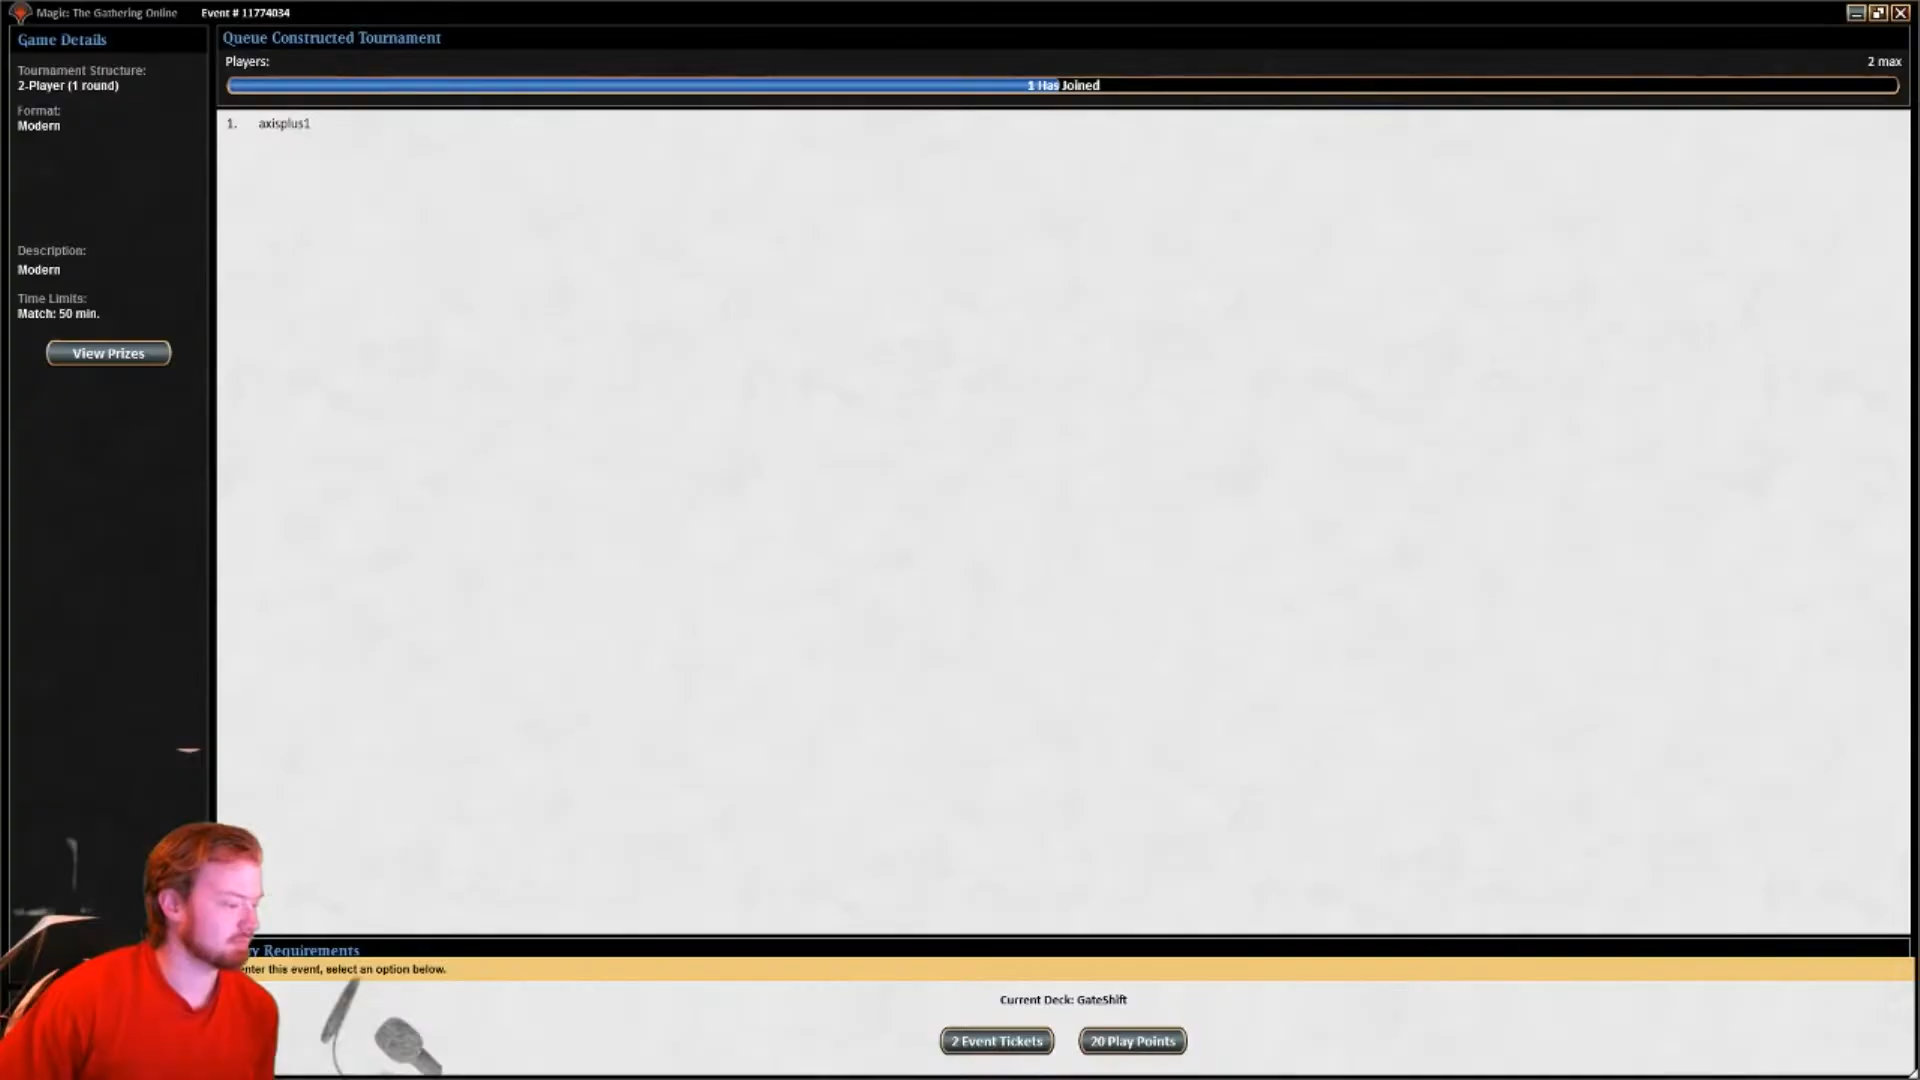 Magic: The Gathering Online Event # 11774034
Game Details
Tournament Structure:
2-Player (1 round)
Format:
Modern
Description:
Modern
Time Limits:
Match: 50 min.
View Prizes
Queue Constructed Tournament
Players: 2 max
1 Has Joined
1. axisplus1
Requirements
enter this event, select an option below.
Current Deck: GateShift
2 Event Tickets 20 Play Points